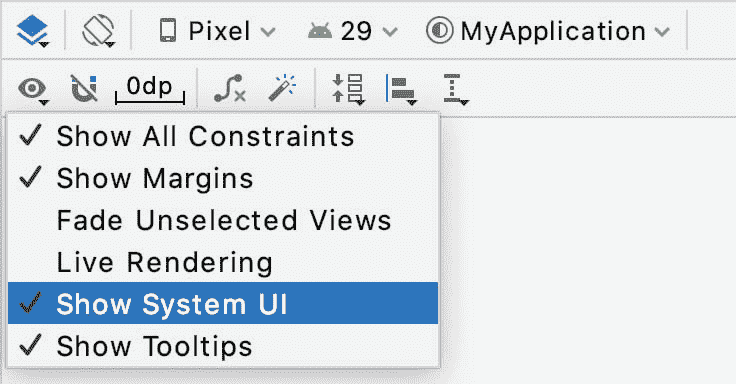 Pixel 29 MyApplication
0dp
Show All Constraints
Show Margins
Fade Unselected Views
Live Rendering
Show System UI
Show Tooltips